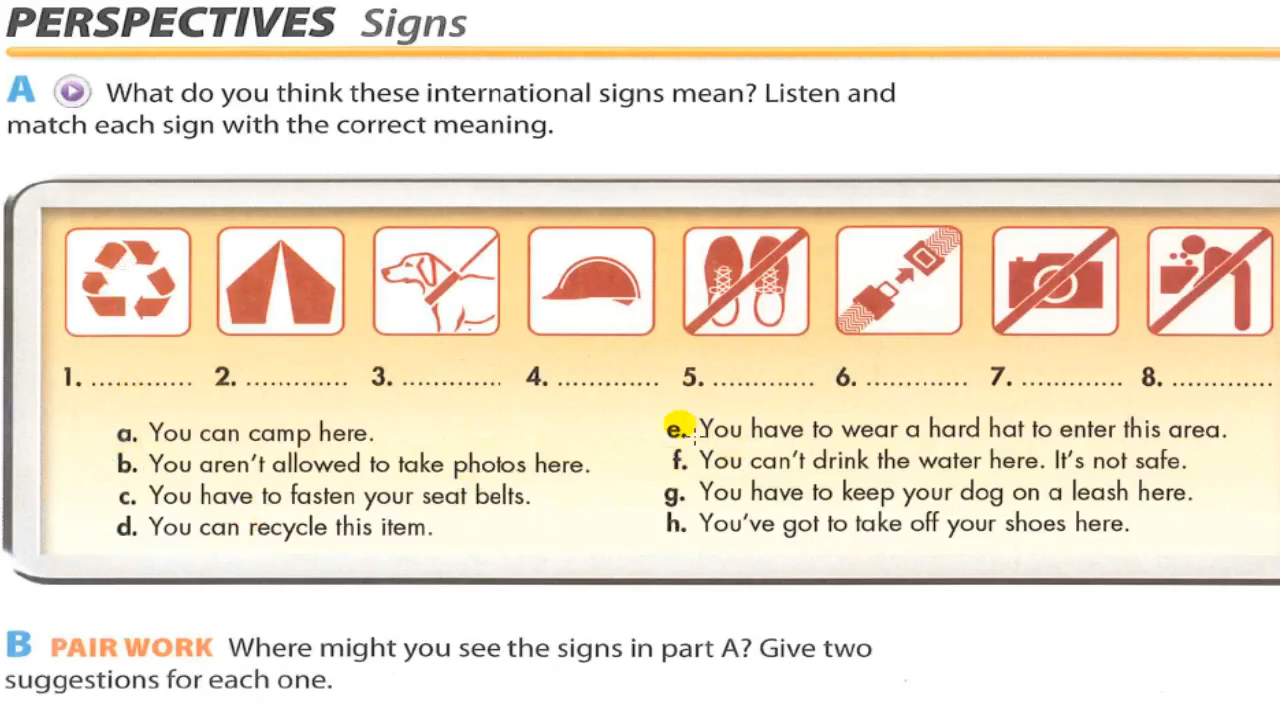 PERSPECTIVES Signs
A What do you think these international signs mean? Listen and
match each sign with the correct meaning.
1. .............. 2. .............. 3. .............. 4. .............. 5. .............. 6. .............. 7. .............. 8. ..............
a. You can camp here.
b. You aren't allowed to take photos here.
c. You have to fasten your seat belts.
d. You can recycle this item.
e. You have to wear a hard hat to enter this area.
f. You can't drink the water here. It's not safe.
g. You have to keep your dog on a leash here.
h. You've got to take off your shoes here.
B PAIR WORK Where might you see the signs in part A? Give two
suggestions for each one.